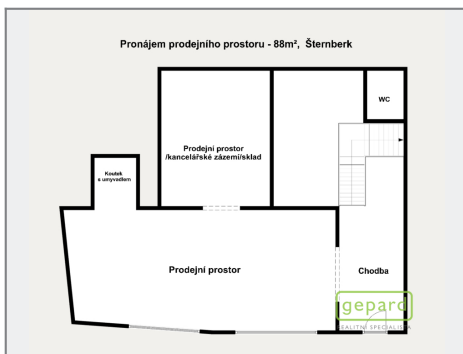 Pronájem prodejního prostoru - 88m², Šternberk
WC
Prodejní prostor
/kancelářské zázemí/sklad
Koutek
s umyvadlem
Prodejní prostor
Chodba
gepard
REALITNÍ SPECIALISTA